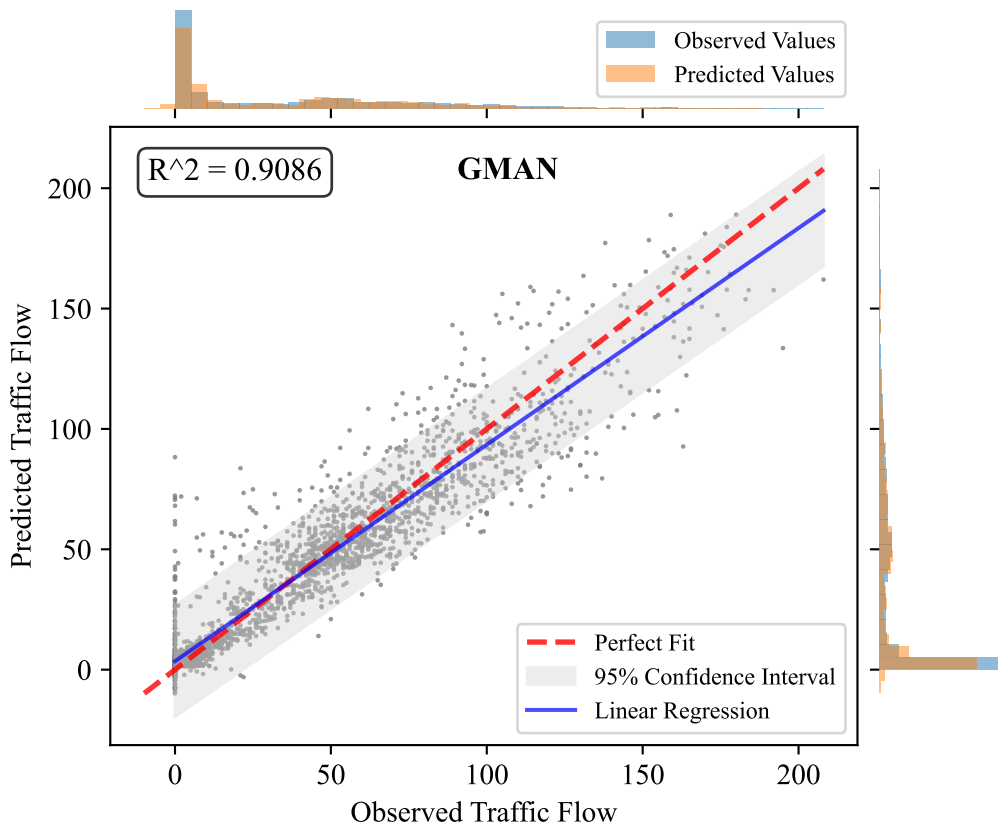 Observed Values
Predicted Values
R^2 = 0.9086
GMAN
200
150
100
50
0
Predicted Traffic Flow
Perfect Fit
95% Confidence Interval
Linear Regression
0 50 100 150 200
Observed Traffic Flow